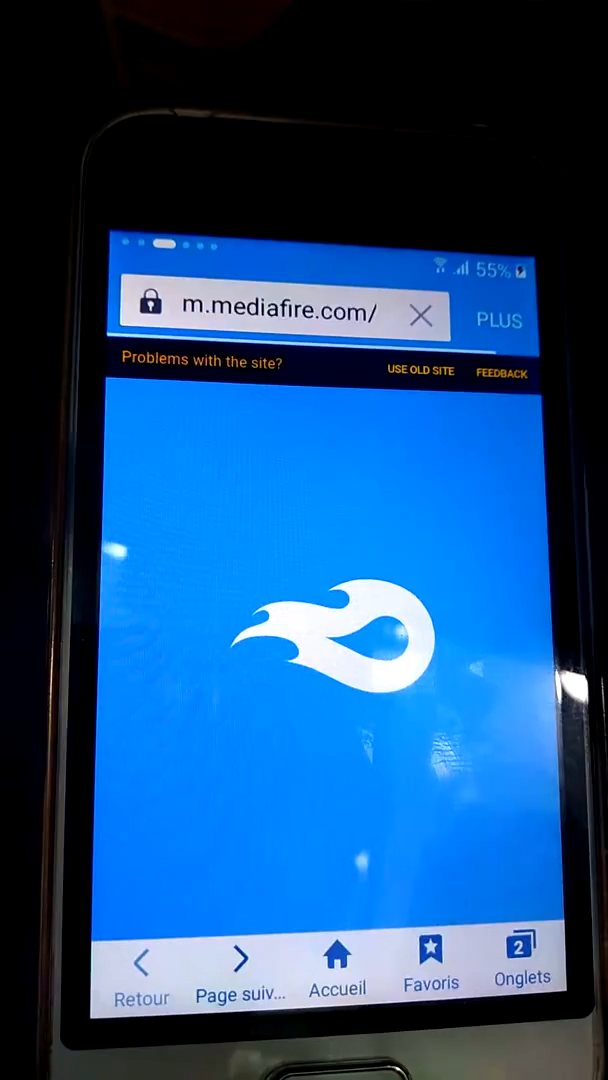 55%
m.mediafire.com/
PLUS
Problems with the site?
USE OLD SITE
FEEDBACK
2
Retour
Page suiv...
Accueil
Favoris
Onglets